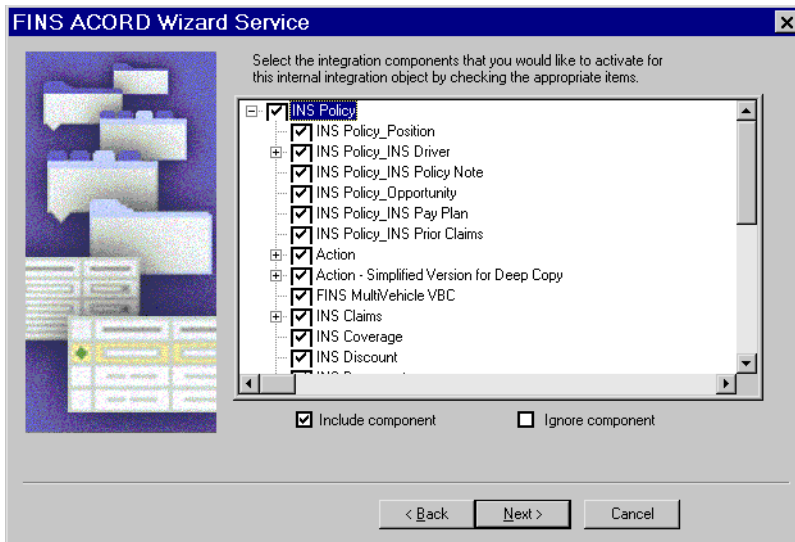 FINS ACORD Wizard Service
Select the integration components that you would like to activate for
this internal integration object by checking the appropriate items.
INS Policy
INS Policy_Position
INS Policy_INS Driver
INS Policy_INS Policy Note
INS Policy_Opportunity
INS Policy_INS Pay Plan
INS Policy_INS Prior Claims
Action
Action - Simplified Version for Deep Copy
FINS MultiVehicle VBC
INS Claims
INS Coverage
INS Discount
Include component
Ignore component
< Back
Next >
Cancel